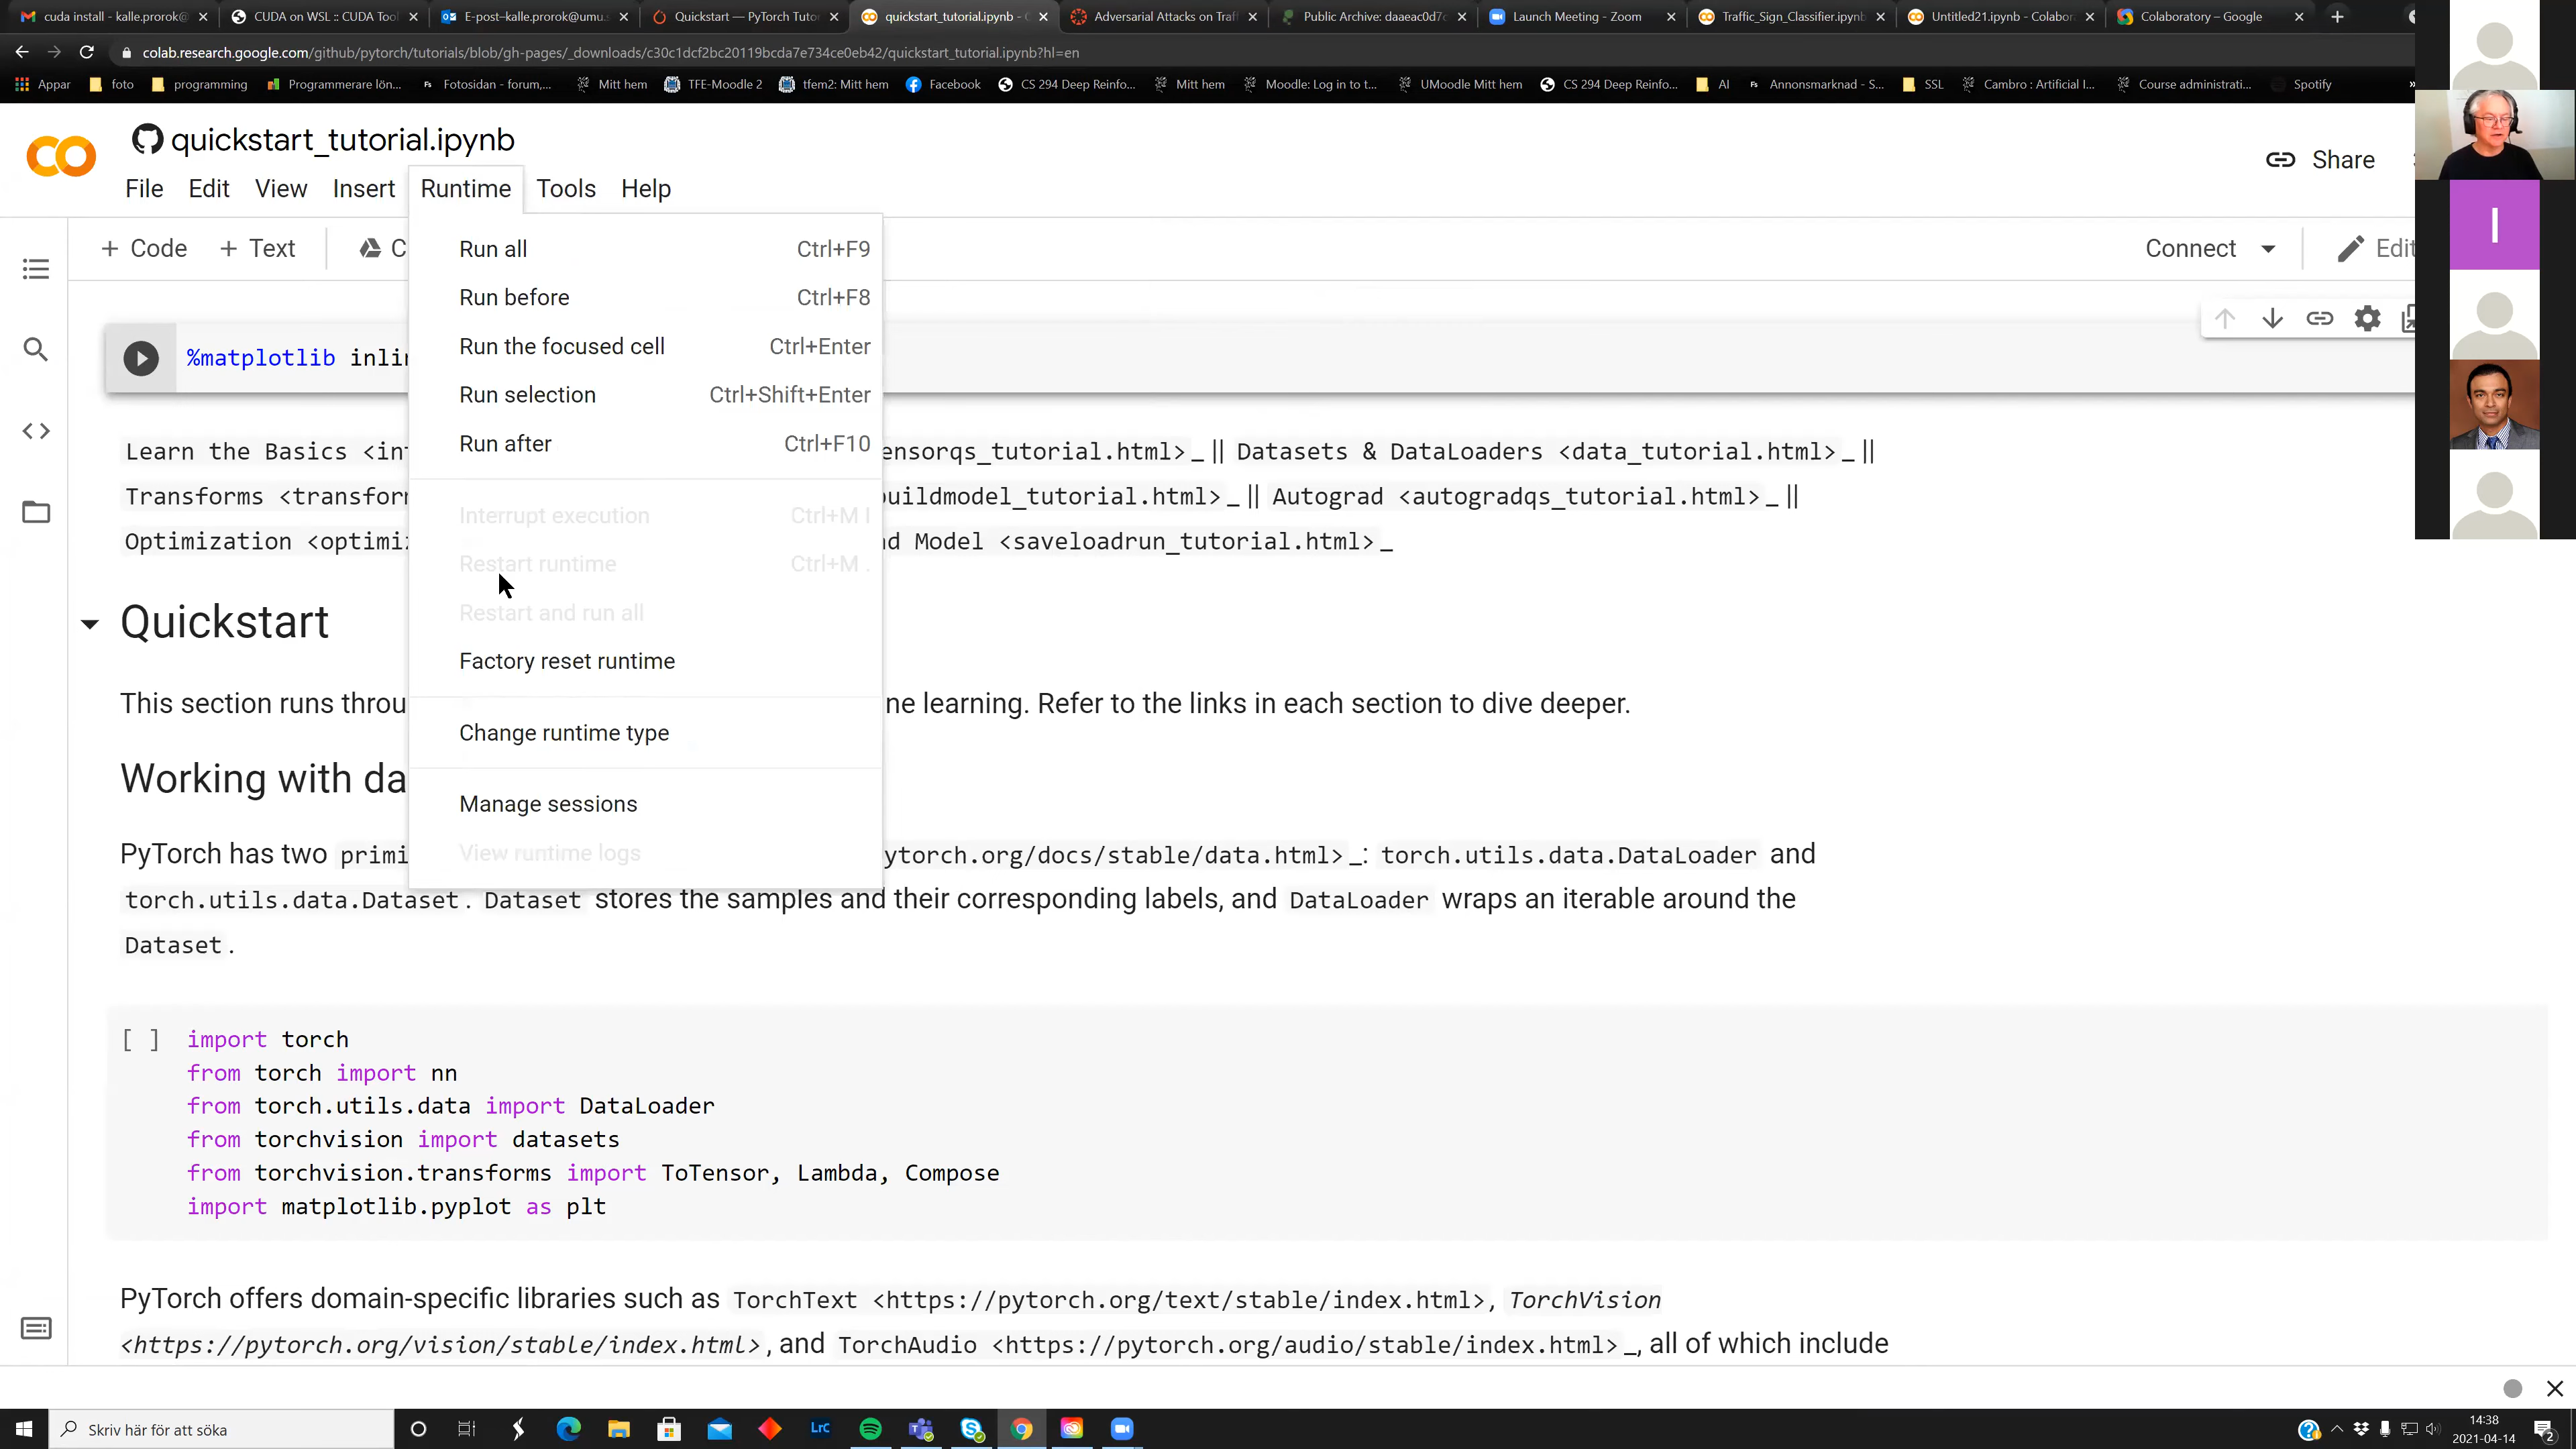 cuda install - kalle.prorok@
CUDA on WSL :: CUDA Tool
E-post–kalle.prorok@umu.s
Quickstart — PyTorch Tuto
quickstart_tutorial.ipynb - C
Adversarial Attacks on Traff
Public Archive: daaeac0d7c
Launch Meeting - Zoom
Traffic_Sign_Classifier.ipynb
Untitled21.ipynb - Colabora
Colaboratory – Google
colab.research.google.com/github/pytorch/tutorials/blob/gh-pages/_downloads/c30c1dcf2bc20119bcda7e734ce0eb42/quickstart_tutorial.ipynb?hl=en
Appar foto programming Programmerare lön... Fotosidan - forum,... Mitt hem TFE-Moodle 2 tfem2: Mitt hem Facebook CS 294 Deep Reinfo... Mitt hem Moodle: Log in to t... UMoodle Mitt hem CS 294 Deep Reinfo... AI Annonsmarknad - S... SSL Cambro : Artificial I... Course administrati... Spotify »
quickstart_tutorial.ipynb
Share
File Edit View Insert Runtime Tools Help
+ Code + Text C
Connect Edit
Run all Ctrl+F9
Run before Ctrl+F8
Run the focused cell Ctrl+Enter
Run selection Ctrl+Shift+Enter
Run after Ctrl+F10
Interrupt execution Ctrl+M I
Restart runtime Ctrl+M .
Restart and run all
Factory reset runtime
Change runtime type
Manage sessions
View runtime logs
%matplotlib inlin
Learn the Basics <in ensorqs_tutorial.html>_ || Datasets & DataLoaders <data_tutorial.html>_ ||
Transforms <transfor uildmodel_tutorial.html>_ || Autograd <autogradqs_tutorial.html>_ ||
Optimization <optimi d Model <saveloadrun_tutorial.html>_
Quickstart
This section runs throu ne learning. Refer to the links in each section to dive deeper.
Working with da
PyTorch has two primi ytorch.org/docs/stable/data.html>_: torch.utils.data.DataLoader and
torch.utils.data.Dataset. Dataset stores the samples and their corresponding labels, and DataLoader wraps an iterable around the
Dataset.
[ ] import torch
from torch import nn
from torch.utils.data import DataLoader
from torchvision import datasets
from torchvision.transforms import ToTensor, Lambda, Compose
import matplotlib.pyplot as plt
PyTorch offers domain-specific libraries such as TorchText <https://pytorch.org/text/stable/index.html>, TorchVision
<https://pytorch.org/vision/stable/index.html>, and TorchAudio <https://pytorch.org/audio/stable/index.html>_, all of which include
I
Skriv här för att söka
LrC
14:38
2021-04-14
2